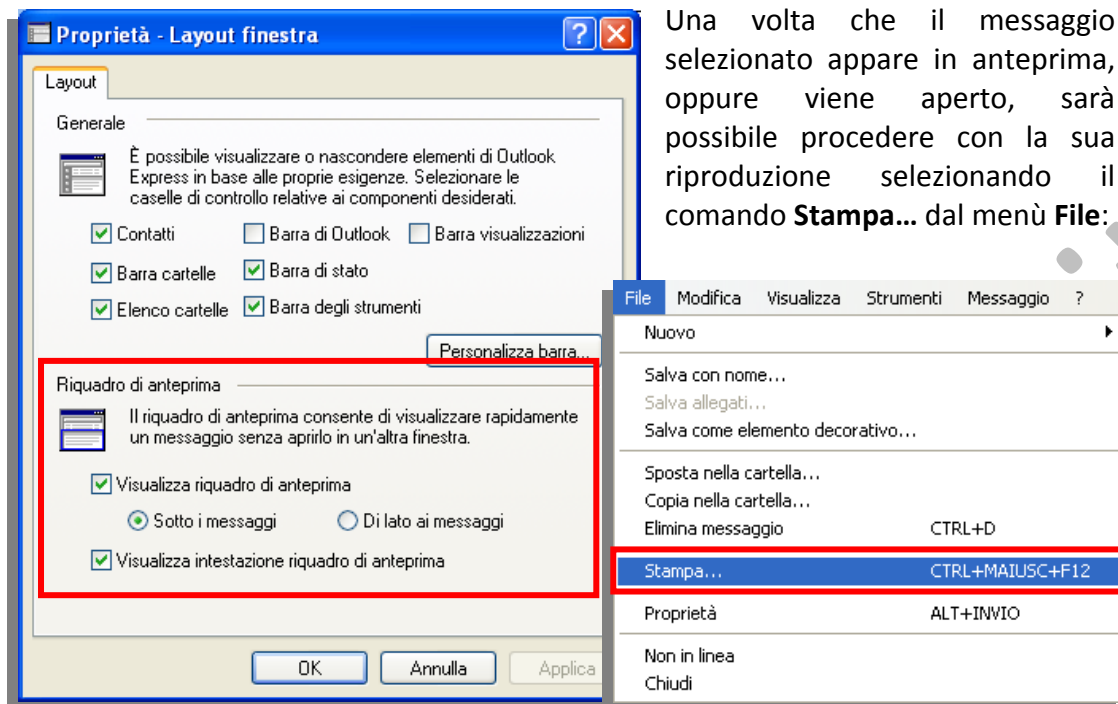 Proprietà - Layout finestra
Layout
Generale
È possibile visualizzare o nascondere elementi di Outlook
Express in base alle proprie esigenze. Selezionare le
caselle di controllo relative ai componenti desiderati.
Contatti Barra di Outlook Barra visualizzazioni
Barra cartelle Barra di stato
Elenco cartelle Barra degli strumenti
Personalizza barra...
Riquadro di anteprima
Il riquadro di anteprima consente di visualizzare rapidamente
un messaggio senza aprirlo in un'altra finestra.
Visualizza riquadro di anteprima
Sotto i messaggi Di lato ai messaggi
Visualizza intestazione riquadro di anteprima
OK Annulla Applica
Una volta che il messaggio
selezionato appare in anteprima,
oppure viene aperto, sarà
possibile procedere con la sua
riproduzione selezionando il
comando Stampa... dal menù File:
File Modifica Visualizza Strumenti Messaggio ?
Nuovo
Salva con nome...
Salva allegati...
Salva come elemento decorativo...
Sposta nella cartella...
Copia nella cartella...
Elimina messaggio CTRL+D
Stampa... CTRL+MAIUSC+F12
Proprietà ALT+INVIO
Non in linea
Chiudi